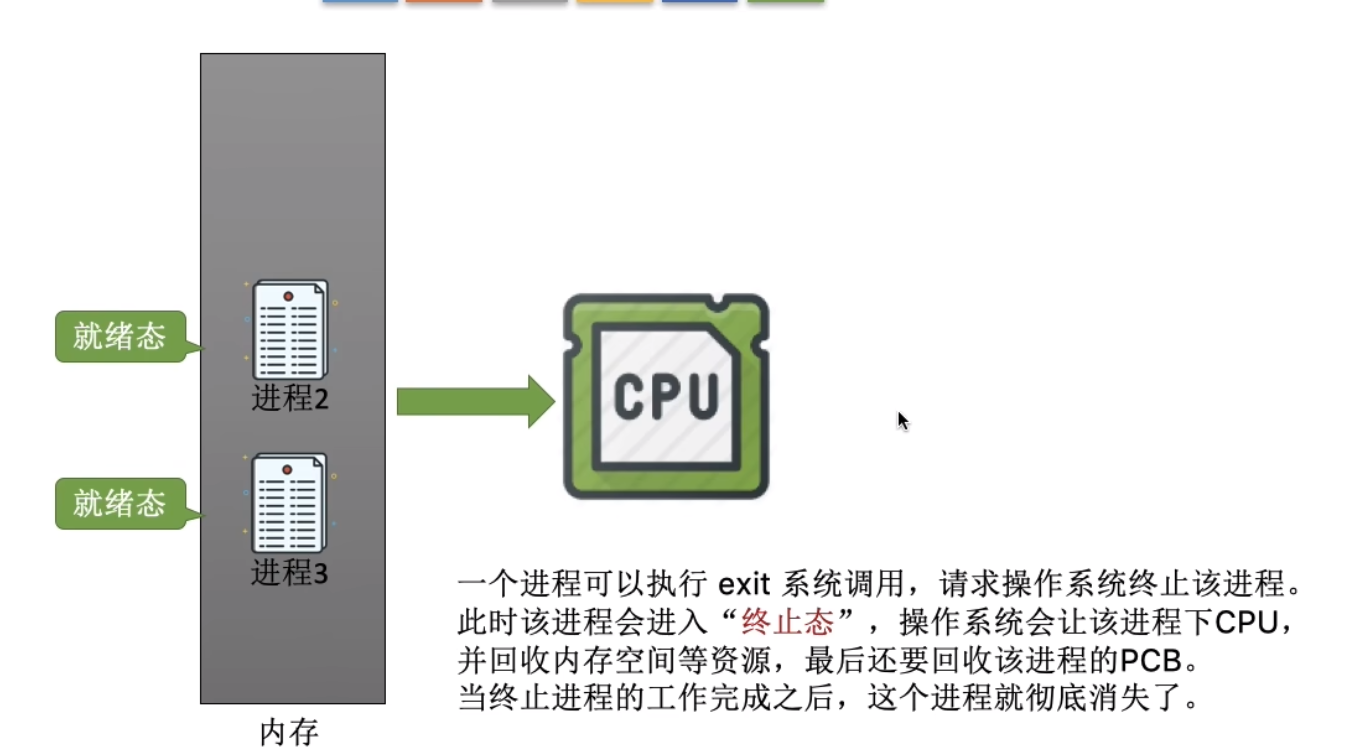 就绪态
进程2
CPU
就绪态
进程3
一个进程可以执行 exit 系统调用，请求操作系统终止该进程。
此时该进程会进入“终止态”，操作系统会让该进程下CPU，
并回收内存空间等资源，最后还要回收该进程的PCB。
当终止进程的工作完成之后，这个进程就彻底消失了。
内存